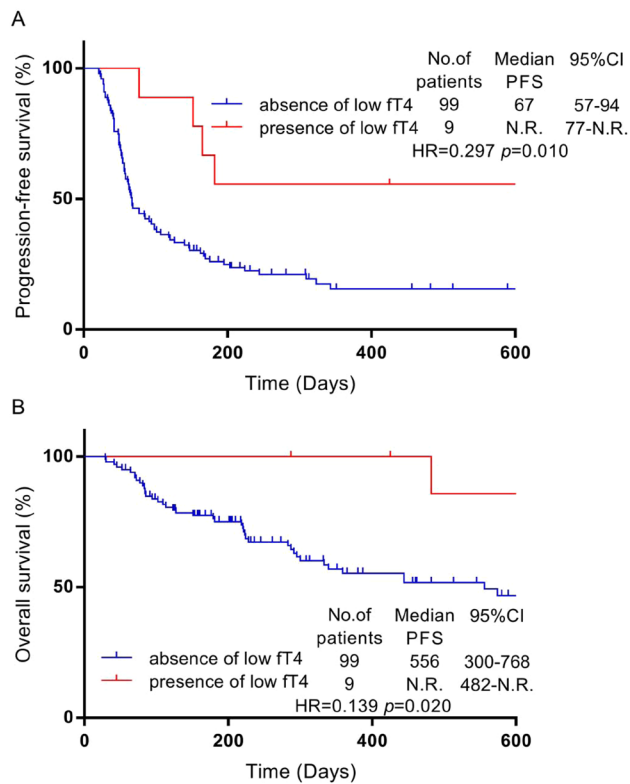 A
Progression-free survival (%)
100
50
0
No.of Median 95%CI
patients PFS
absence of low fT4 99 67 57-94
presence of low fT4 9 N.R. 77-N.R.
HR=0.297 p=0.010
0 200 400 600
Time (Days)
B
Overall survival (%)
100
50
0
No.of Median 95%CI
patients PFS
absence of low fT4 99 556 300-768
presence of low fT4 9 N.R. 482-N.R.
HR=0.139 p=0.020
0 200 400 600
Time (Days)